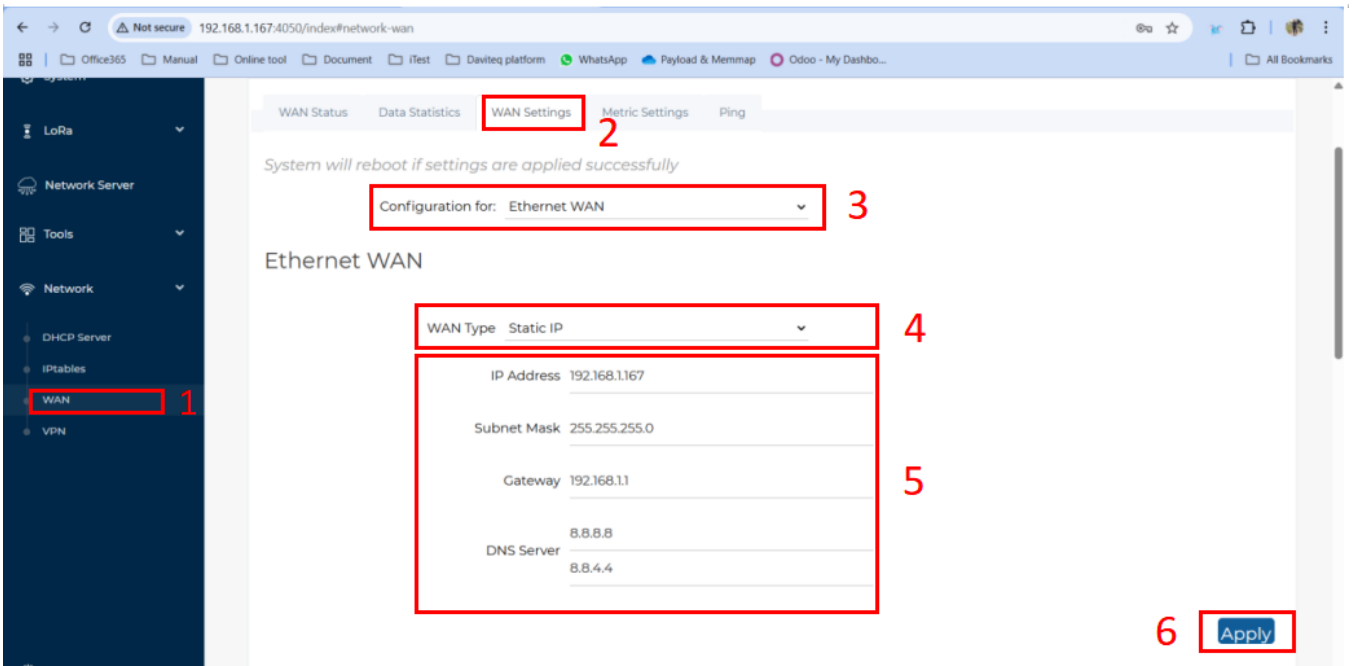 Not secure 192.168.1.167:4050/index#network-wan
Office365 Manual Online tool Document iTest Daviteq platform WhatsApp Payload & Memmap Odoo - My Dashbo... All Bookmarks
System
LoRa
Network Server
Tools
Network
DHCP Server
IPtables
WAN 1
VPN
WAN Status Data Statistics WAN Settings Metric Settings Ping
2
System will reboot if settings are applied successfully
Configuration for: Ethernet WAN 3
Ethernet WAN
WAN Type Static IP 4
IP Address 192.168.1.167
Subnet Mask 255.255.255.0
Gateway 192.168.1.1 5
DNS Server 8.8.8.8
8.8.4.4
6 Apply